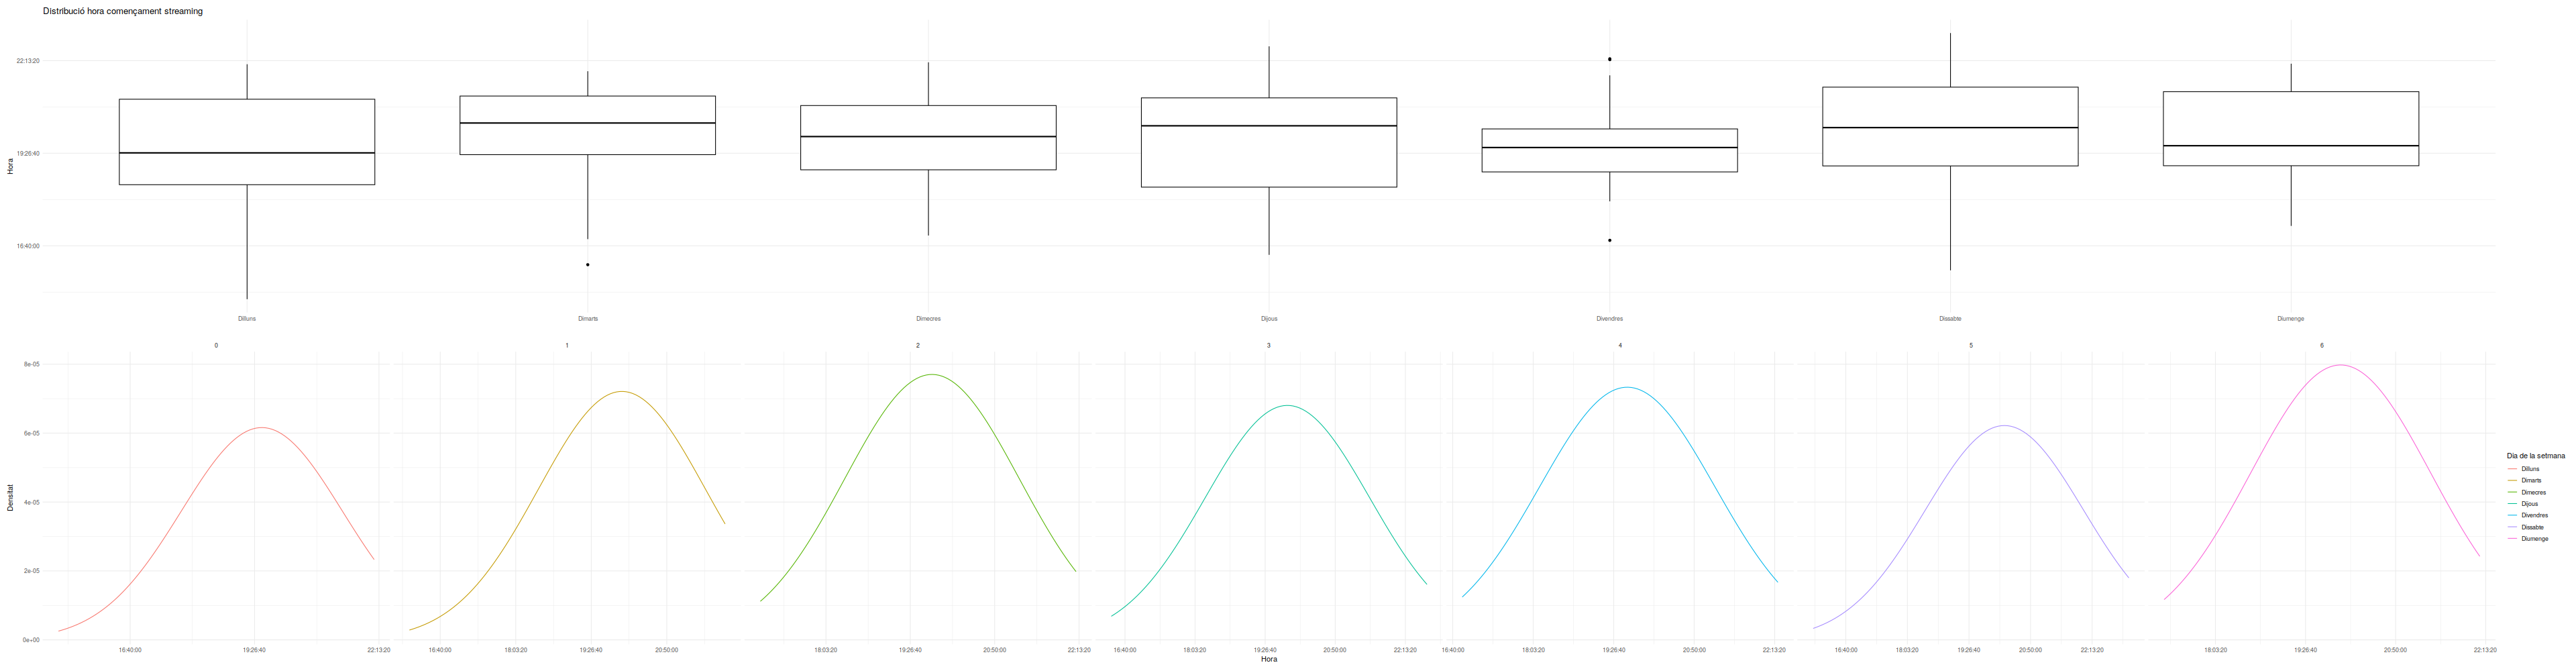 Distribució hora començament streaming
Hora
22:13:20
19:26:40
16:40:00
Dilluns Dimarts Dimecres Dijous Divendres Dissabte Diumenge
0 1 2 3 4 5 6
Densitat
8e-05
6e-05
4e-05
2e-05
0e+00
16:40:00 19:26:40 22:13:20 16:40:00 18:03:20 19:26:40 20:50:00 18:03:20 19:26:40 20:50:00 22:13:20 16:40:00 18:03:20 19:26:40 20:50:00 22:13:20 16:40:00 18:03:20 19:26:40 20:50:00 22:13:20 16:40:00 18:03:20 19:26:40 20:50:00 22:13:20 18:03:20 19:26:40 20:50:00 22:13:20
Hora
Dia de la setmana
Dilluns
Dimarts
Dimecres
Dijous
Divendres
Dissabte
Diumenge